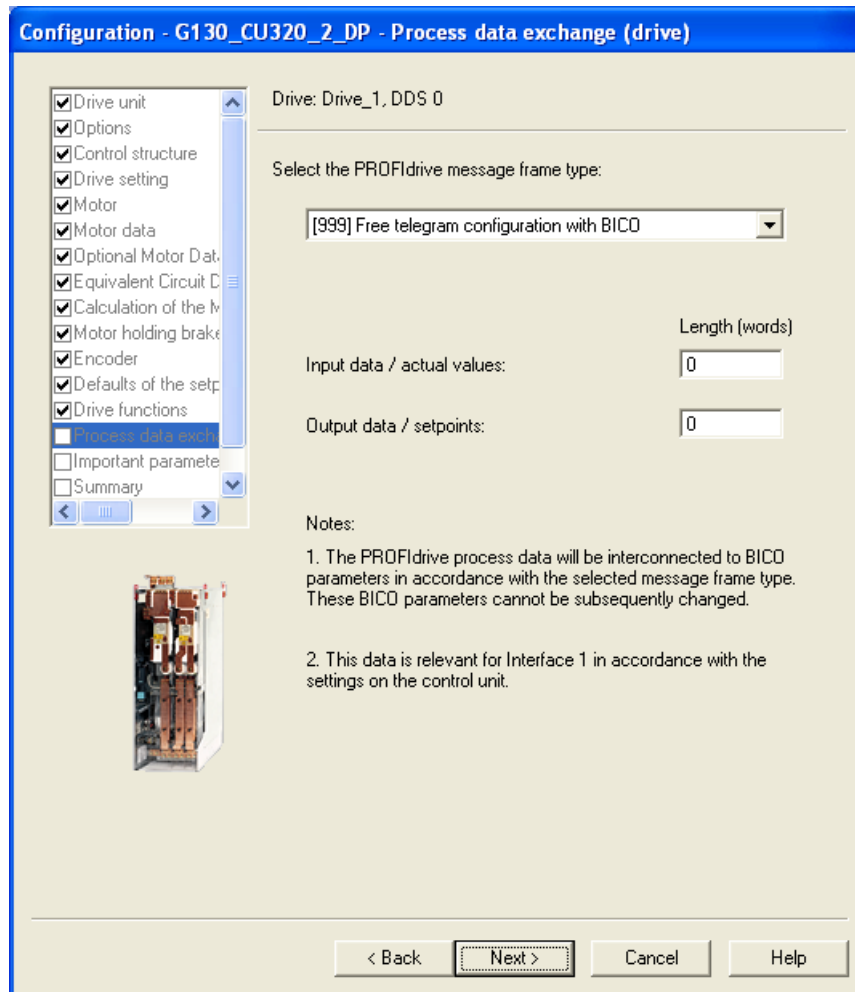 Configuration - G130_CU320_2_DP - Process data exchange (drive)
Drive unit
Options
Control structure
Drive setting
Motor
Motor data
Optional Motor Dat
Equivalent Circuit D
Calculation of the M
Motor holding brake
Encoder
Defaults of the setp
Drive functions
Process data exch
Important paramete
Summary
Drive: Drive_1, DDS 0
Select the PROFIdrive message frame type:
[999] Free telegram configuration with BICO
Length (words)
Input data / actual values: 0
Output data / setpoints: 0
Notes:
1. The PROFIdrive process data will be interconnected to BICO
parameters in accordance with the selected message frame type.
These BICO parameters cannot be subsequently changed.
2. This data is relevant for Interface 1 in accordance with the
settings on the control unit.
< Back Next > Cancel Help